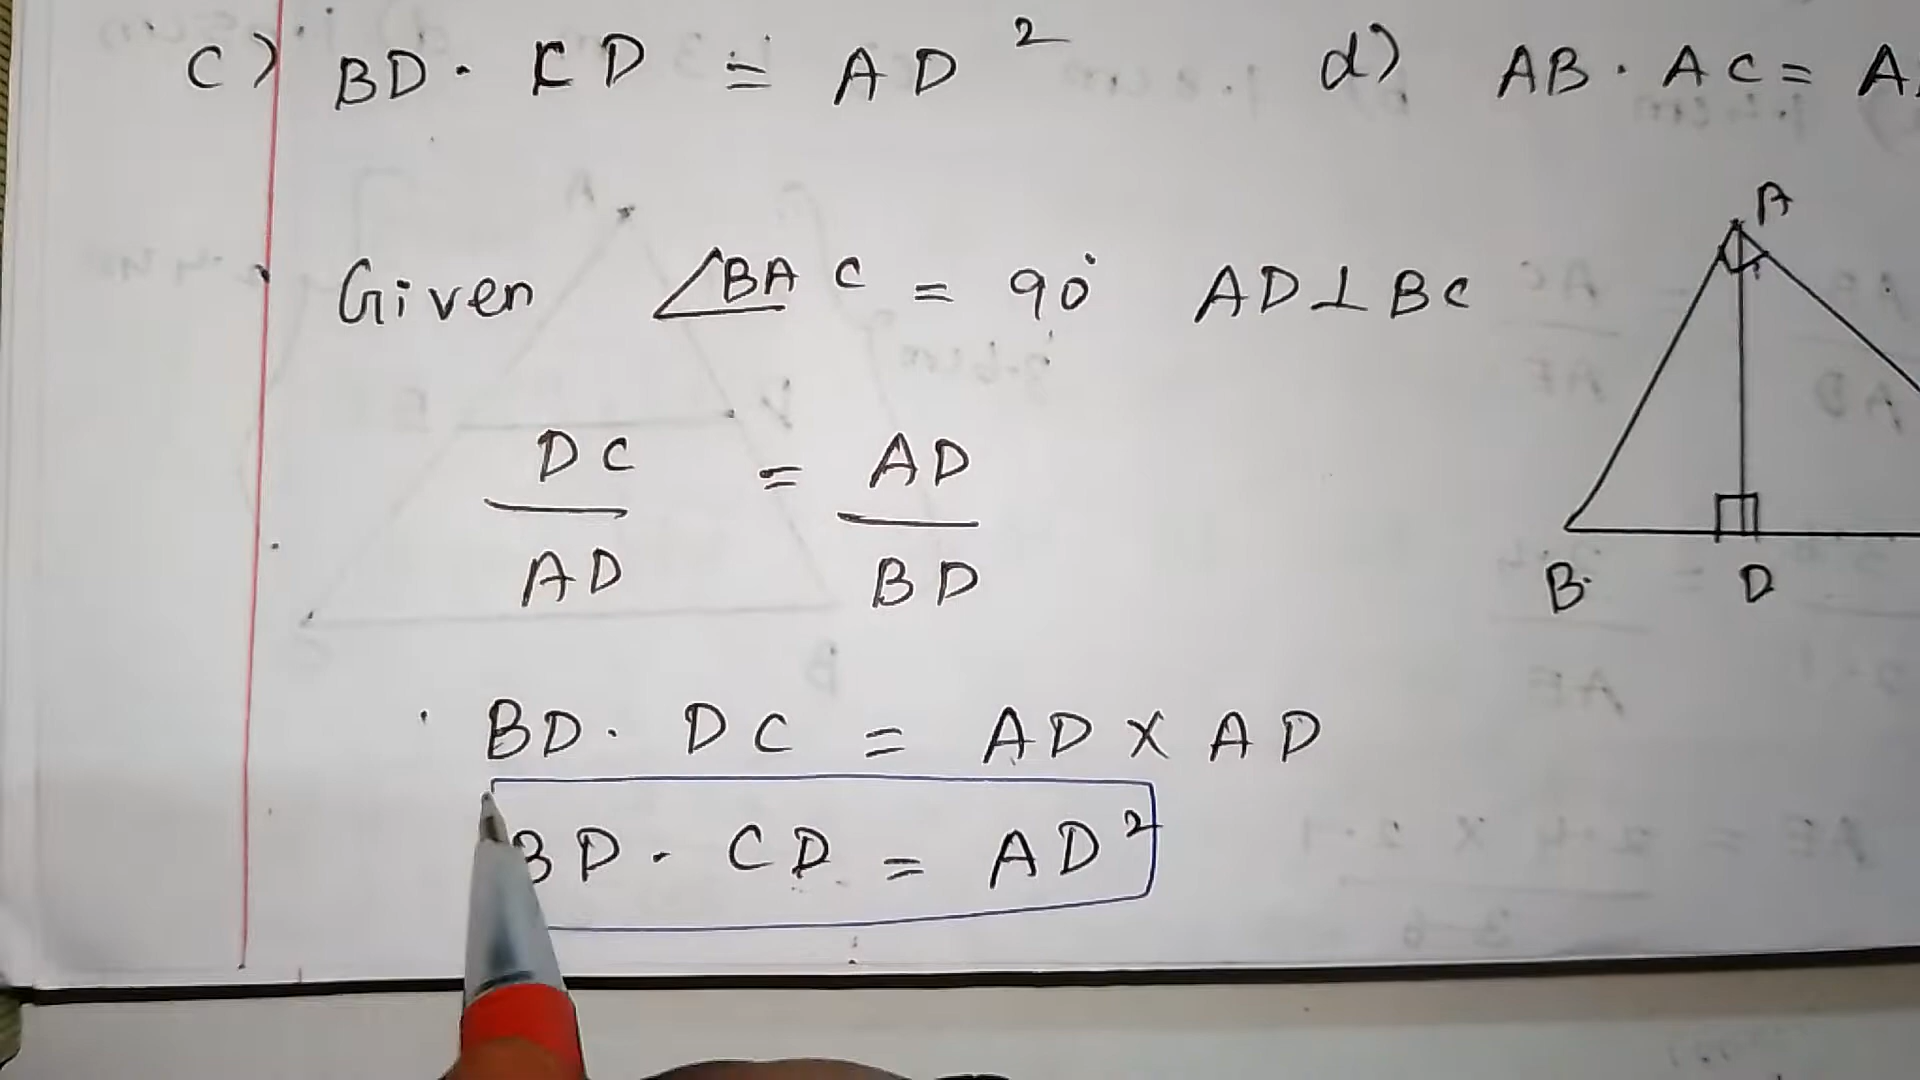 c) BD · CD = AD² d) AB · AC = A
A
Given ∠BAC = 90° AD⊥BC
DC = AD
AD BD
B D
BD · DC = AD X AD
BD · CD = AD²